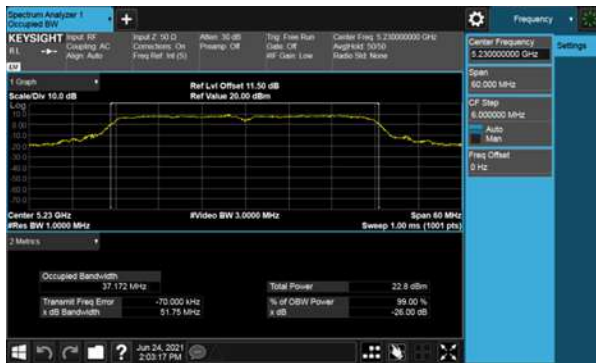 Spectrum Analyzer 1
Occupied BW
+
Frequency
KEYSIGHT
RL
Input: RF
Coupling: AC
Align: Auto
Input Z: 50 Ω
Corrections: On
Freq Ref: Int (S)
Atten: 30 dB
Preamp: Off
Trig: Free Run
Gate: Off
#IF Gain: Low
Center Freq: 5.230000000 GHz
Avg|Hold: 50/50
Radio Std: None
1 Graph
Scale/Div 10.0 dB
Ref Lvl Offset 11.50 dB
Ref Value 20.00 dBm
Log
10.0
0.00
-10.0
-20.0
-30.0
-40.0
-50.0
-60.0
-70.0
Center 5.23 GHz
#Res BW 1.0000 MHz
#Video BW 3.0000 MHz
Span 60 MHz
Sweep 1.00 ms (1001 pts)
2 Metrics
Occupied Bandwidth
37.172 MHz
Total Power 22.8 dBm
Transmit Freq Error -70.000 kHz
% of OBW Power 99.00 %
x dB Bandwidth 51.75 MHz
x dB -26.00 dB
Center Frequency
5.230000000 GHz
Settings
Span
60.000 MHz
CF Step
6.000000 MHz
Auto
Man
Freq Offset
0 Hz
?
Jun 24, 2021
2:03:17 PM